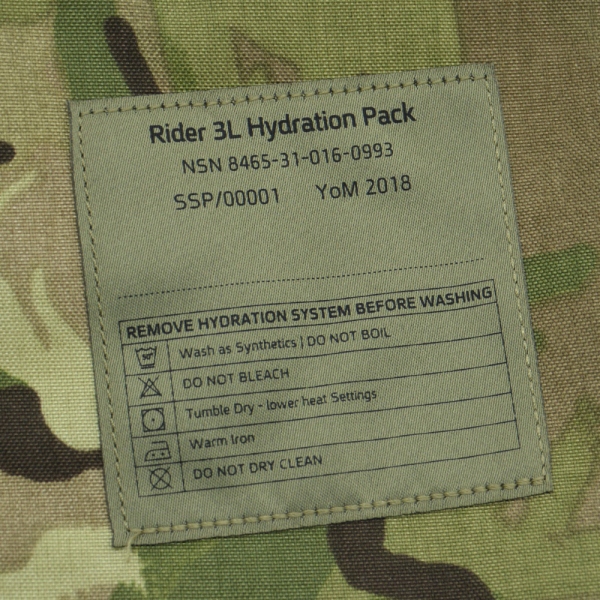 Rider 3L Hydration Pack
NSN 8465-31-016-0993
SSP/00001 YoM 2018
REMOVE HYDRATION SYSTEM BEFORE WASHING
Wash as Synthetics | DO NOT BOIL
DO NOT BLEACH
Tumble Dry - lower heat Settings
Warm Iron
DO NOT DRY CLEAN